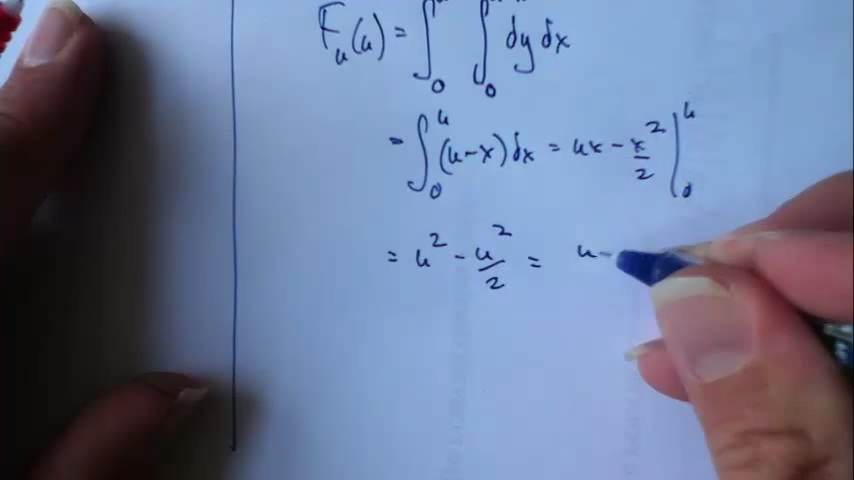 F_u(u) = ∫_0 ∫_0 dy dx
= ∫_0^u (u-x) dx = ux - x²/2 |_0^u
= u² - u²/2 = u